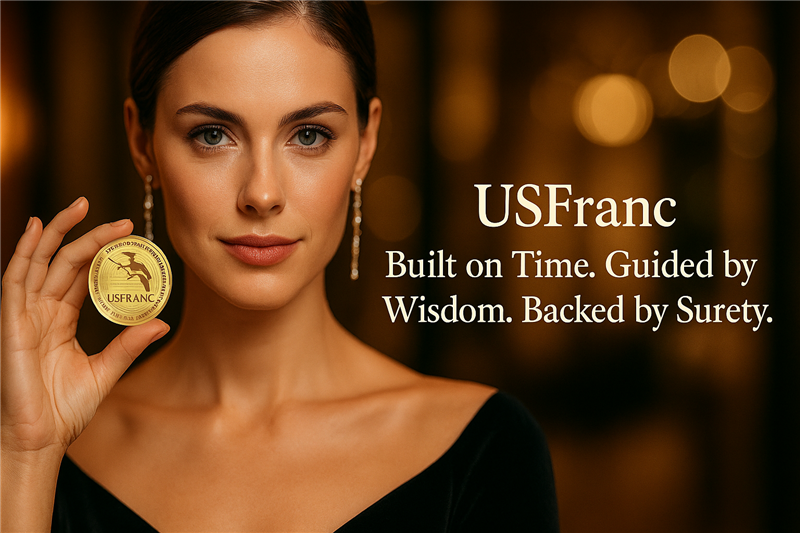 USFRANC
USFranc
Built on Time. Guided by
Wisdom. Backed by Surety.